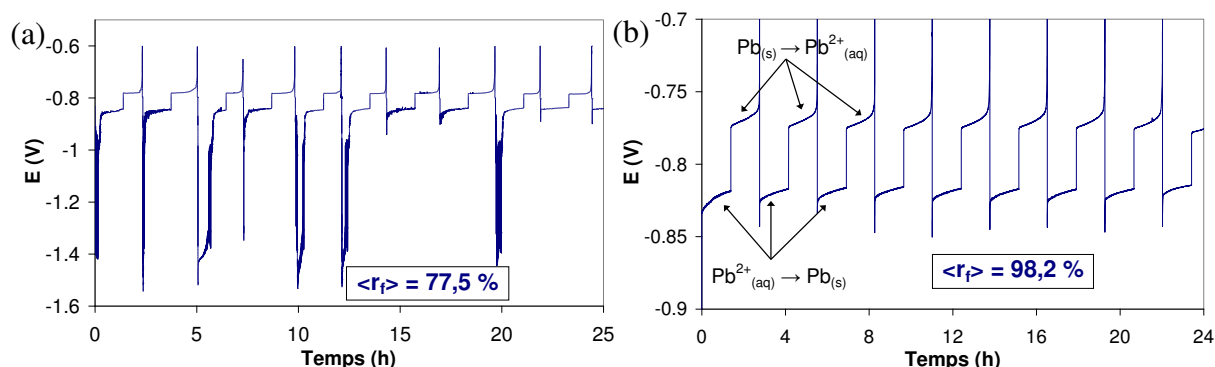 (a)
-0.6
-0.8
-1
-1.2
-1.4
-1.6
E (V)
<r_f> = 77,5 %
0 5 10 15 20 25
Temps (h)
(b)
-0.7
-0.75
-0.8
-0.85
-0.9
E (V)
Pb(s) → Pb2+(aq)
Pb2+(aq) → Pb(s)
<r_f> = 98,2 %
0 4 8 12 16 20 24
Temps (h)